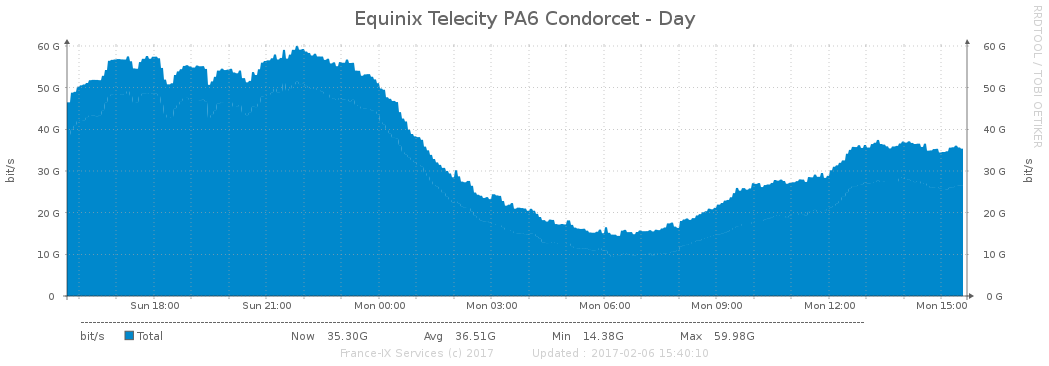 Equinix Telecity PA6 Condorcet - Day
RRDTOOL / TOBI OETIKER
60 G 60 G
50 G 50 G
40 G 40 G
30 G 30 G
20 G 20 G
10 G 10 G
0 0 G
bit/s bit/s
Sun 18:00 Sun 21:00 Mon 00:00 Mon 03:00 Mon 06:00 Mon 09:00 Mon 12:00 Mon 15:00
bit/s Total Now 35.30G Avg 36.51G Min 14.38G Max 59.98G
France-IX Services (c) 2017 Updated : 2017-02-06 15:40:10